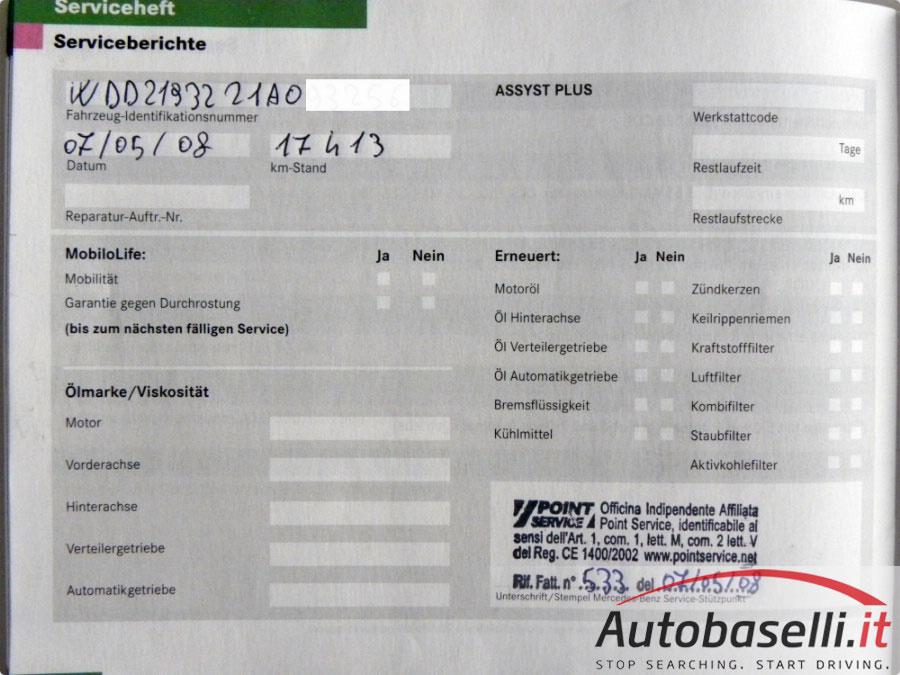 Serviceheft
Serviceberichte
WDD2193221A0
Fahrzeug-Identifikationsnummer
07/05/08 17413
Datum km-Stand
Reparatur-Auftr.-Nr.
ASSYST PLUS
Werkstattcode
Tage
Restlaufzeit
km
Restlaufstrecke
MobiloLife: Ja Nein
Mobilität
Garantie gegen Durchrostung
(bis zum nächsten fälligen Service)
Ölmarke/Viskosität
Motor
Vorderachse
Hinterachse
Verteilergetriebe
Automatikgetriebe
Erneuert: Ja Nein Ja Nein
Motoröl Zündkerzen
Öl Hinterachse Keilrippenriemen
Öl Verteilergetriebe Kraftstofffilter
Öl Automatikgetriebe Luftfilter
Bremsflüssigkeit Kombifilter
Kühlmittel Staubfilter
Aktivkohlefilter
POINT SERVICE
Officina Indipendente Affiliata
Point Service, identificabile ai
sensi dell'Art. 1, com. 1, lett. M, com. 2 lett. V
del Reg. CE 1400/2002 www.pointservice.net
Rif. Fatt. n° 533 del 07/05/08
Unterschrift/Stempel Mercedes-Benz Service-Stützpunkt
Autobaselli.it
STOP SEARCHING. START DRIVING.